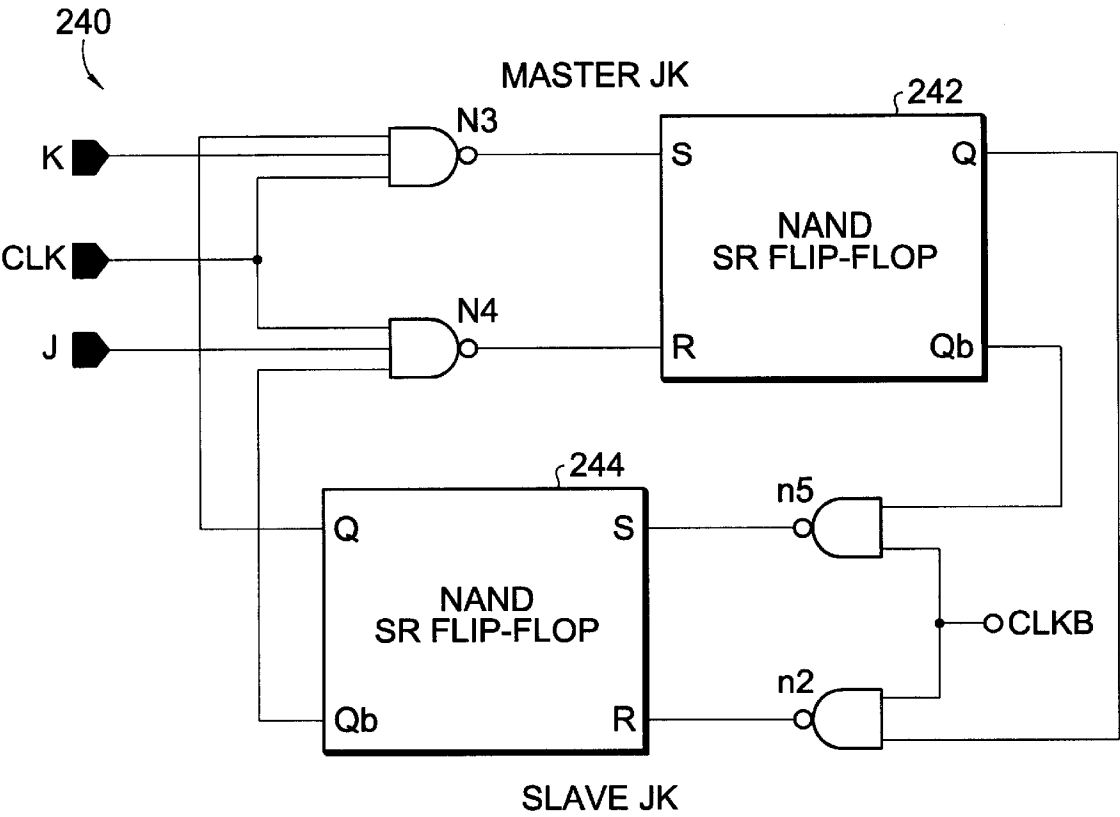 240
MASTER JK
242
N3
K
S
Q
NAND
SR FLIP-FLOP
CLK
N4
J
R
Qb
244
n5
Q
S
NAND
SR FLIP-FLOP
CLKB
n2
Qb
R
SLAVE JK